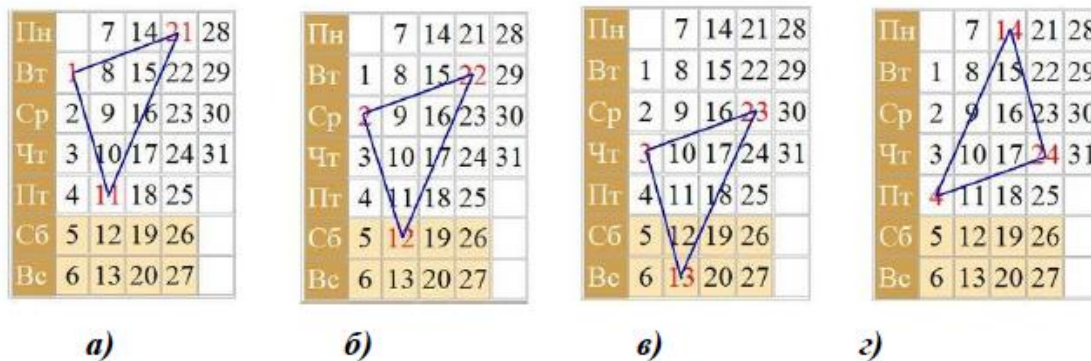 Пн 7 14 21 28
Вт 1 8 15 22 29
Ср 2 9 16 23 30
Чт 3 10 17 24 31
Пт 4 11 18 25
Сб 5 12 19 26
Вс 6 13 20 27
а)
Пн 7 14 21 28
Вт 1 8 15 22 29
Ср 2 9 16 23 30
Чт 3 10 17 24 31
Пт 4 11 18 25
Сб 5 12 19 26
Вс 6 13 20 27
б)
Пн 7 14 21 28
Вт 1 8 15 22 29
Ср 2 9 16 23 30
Чт 3 10 17 24 31
Пт 4 11 18 25
Сб 5 12 19 26
Вс 6 13 20 27
в)
Пн 7 14 21 28
Вт 1 8 15 22 29
Ср 2 9 16 23 30
Чт 3 10 17 24 31
Пт 4 11 18 25
Сб 5 12 19 26
Вс 6 13 20 27
г)